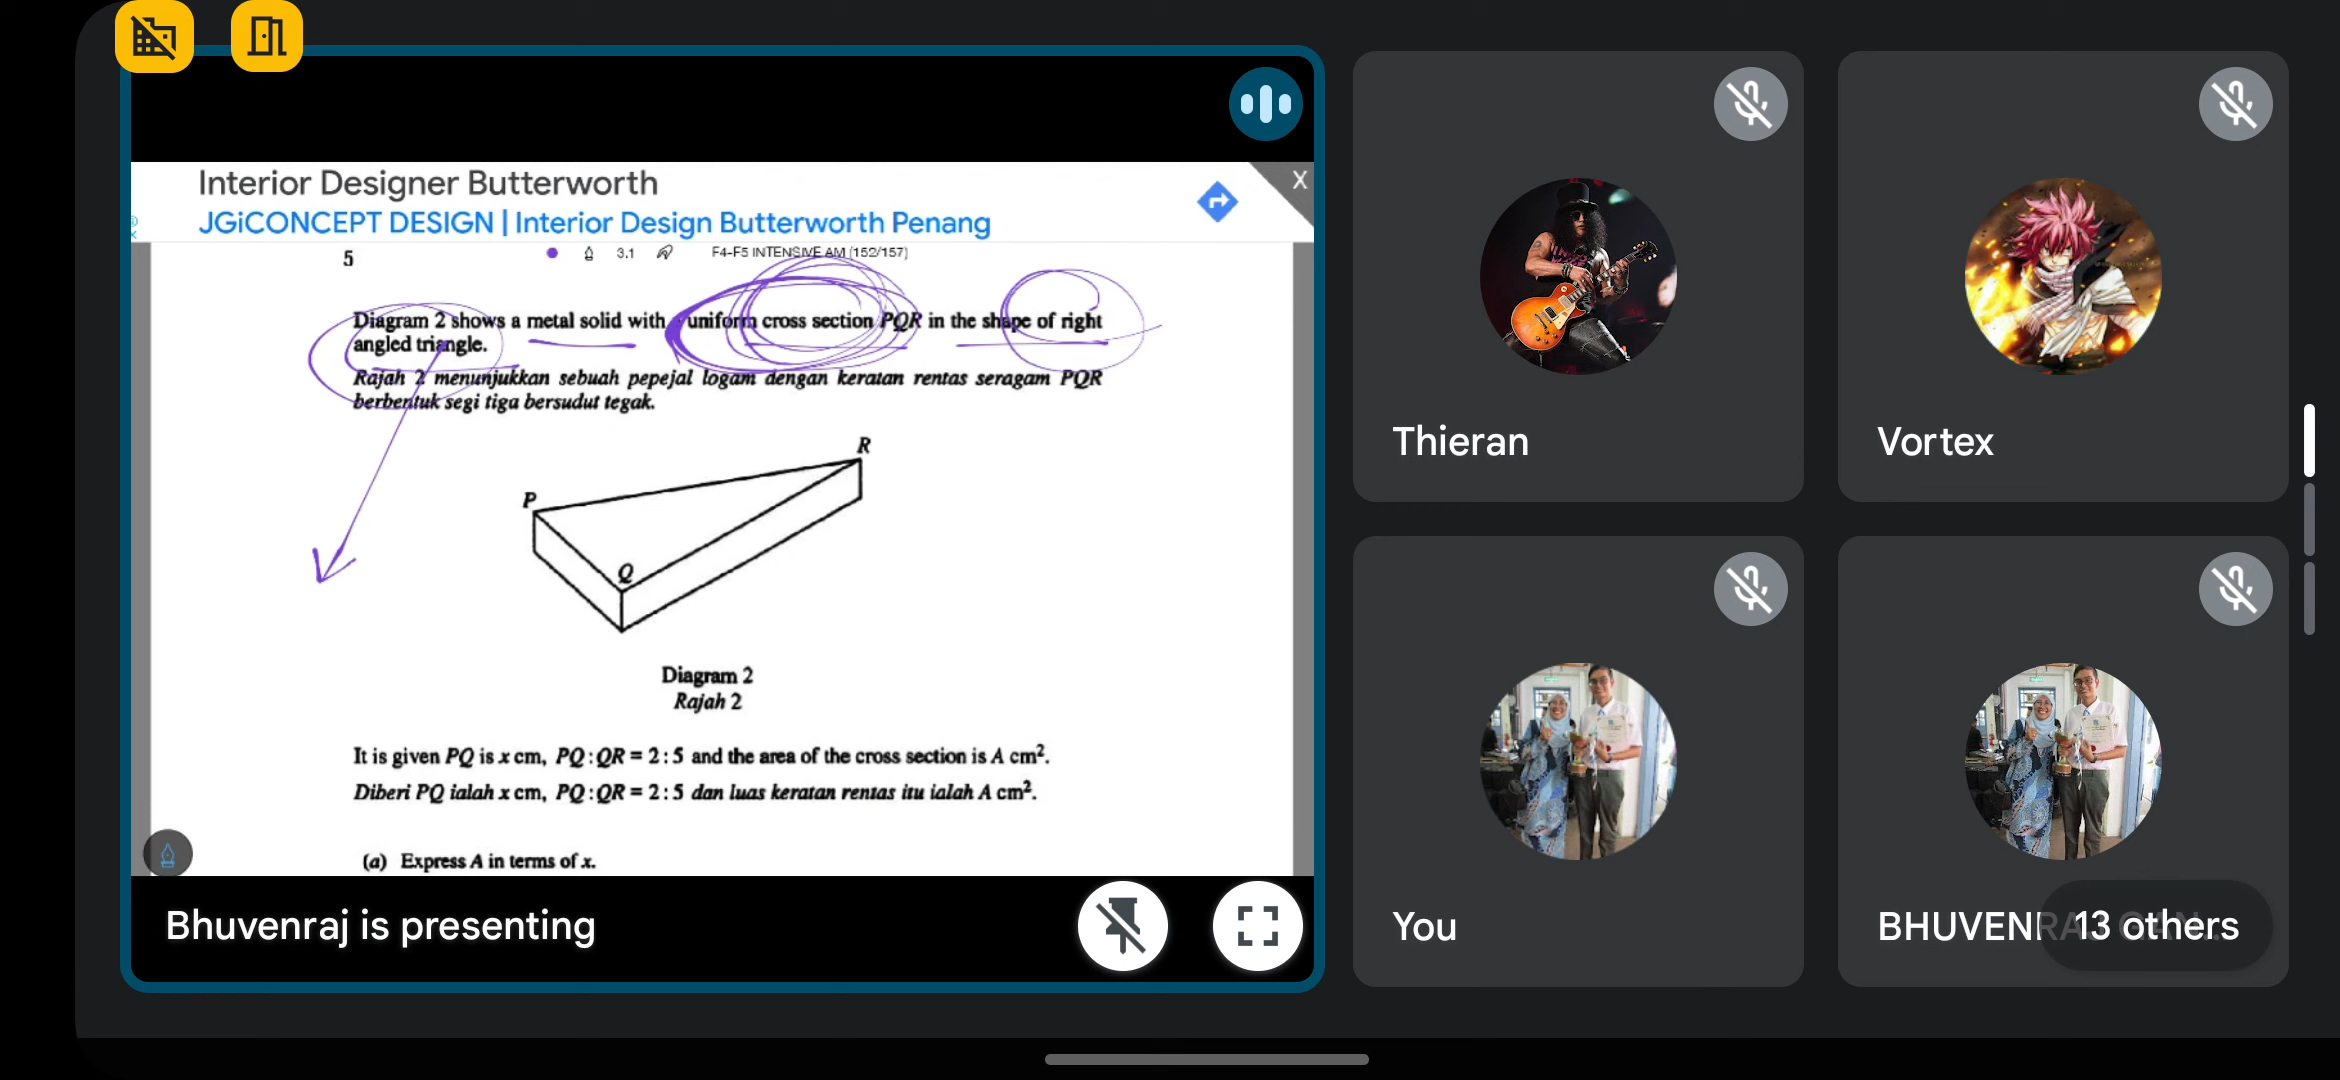 Interior Designer Butterworth
JGiCONCEPT DESIGN | Interior Design Butterworth Penang
X
5
3.1
F4-F5 INTENSIVE AM (152/157)
Diagram 2 shows a metal solid with uniform cross section PQR in the shape of right
angled triangle.
Rajah 2 menunjukkan sebuah pepejal logam dengan keratan rentas seragam PQR
berbentuk segi tiga bersudut tegak.
R
P
Q
Diagram 2
Rajah 2
It is given PQ is x cm, PQ : QR = 2 : 5 and the area of the cross section is A cm².
Diberi PQ ialah x cm, PQ : QR = 2 : 5 dan luas keratan rentas itu ialah A cm².
(a) Express A in terms of x.
Bhuvenraj is presenting
Thieran
Vortex
You
13 others